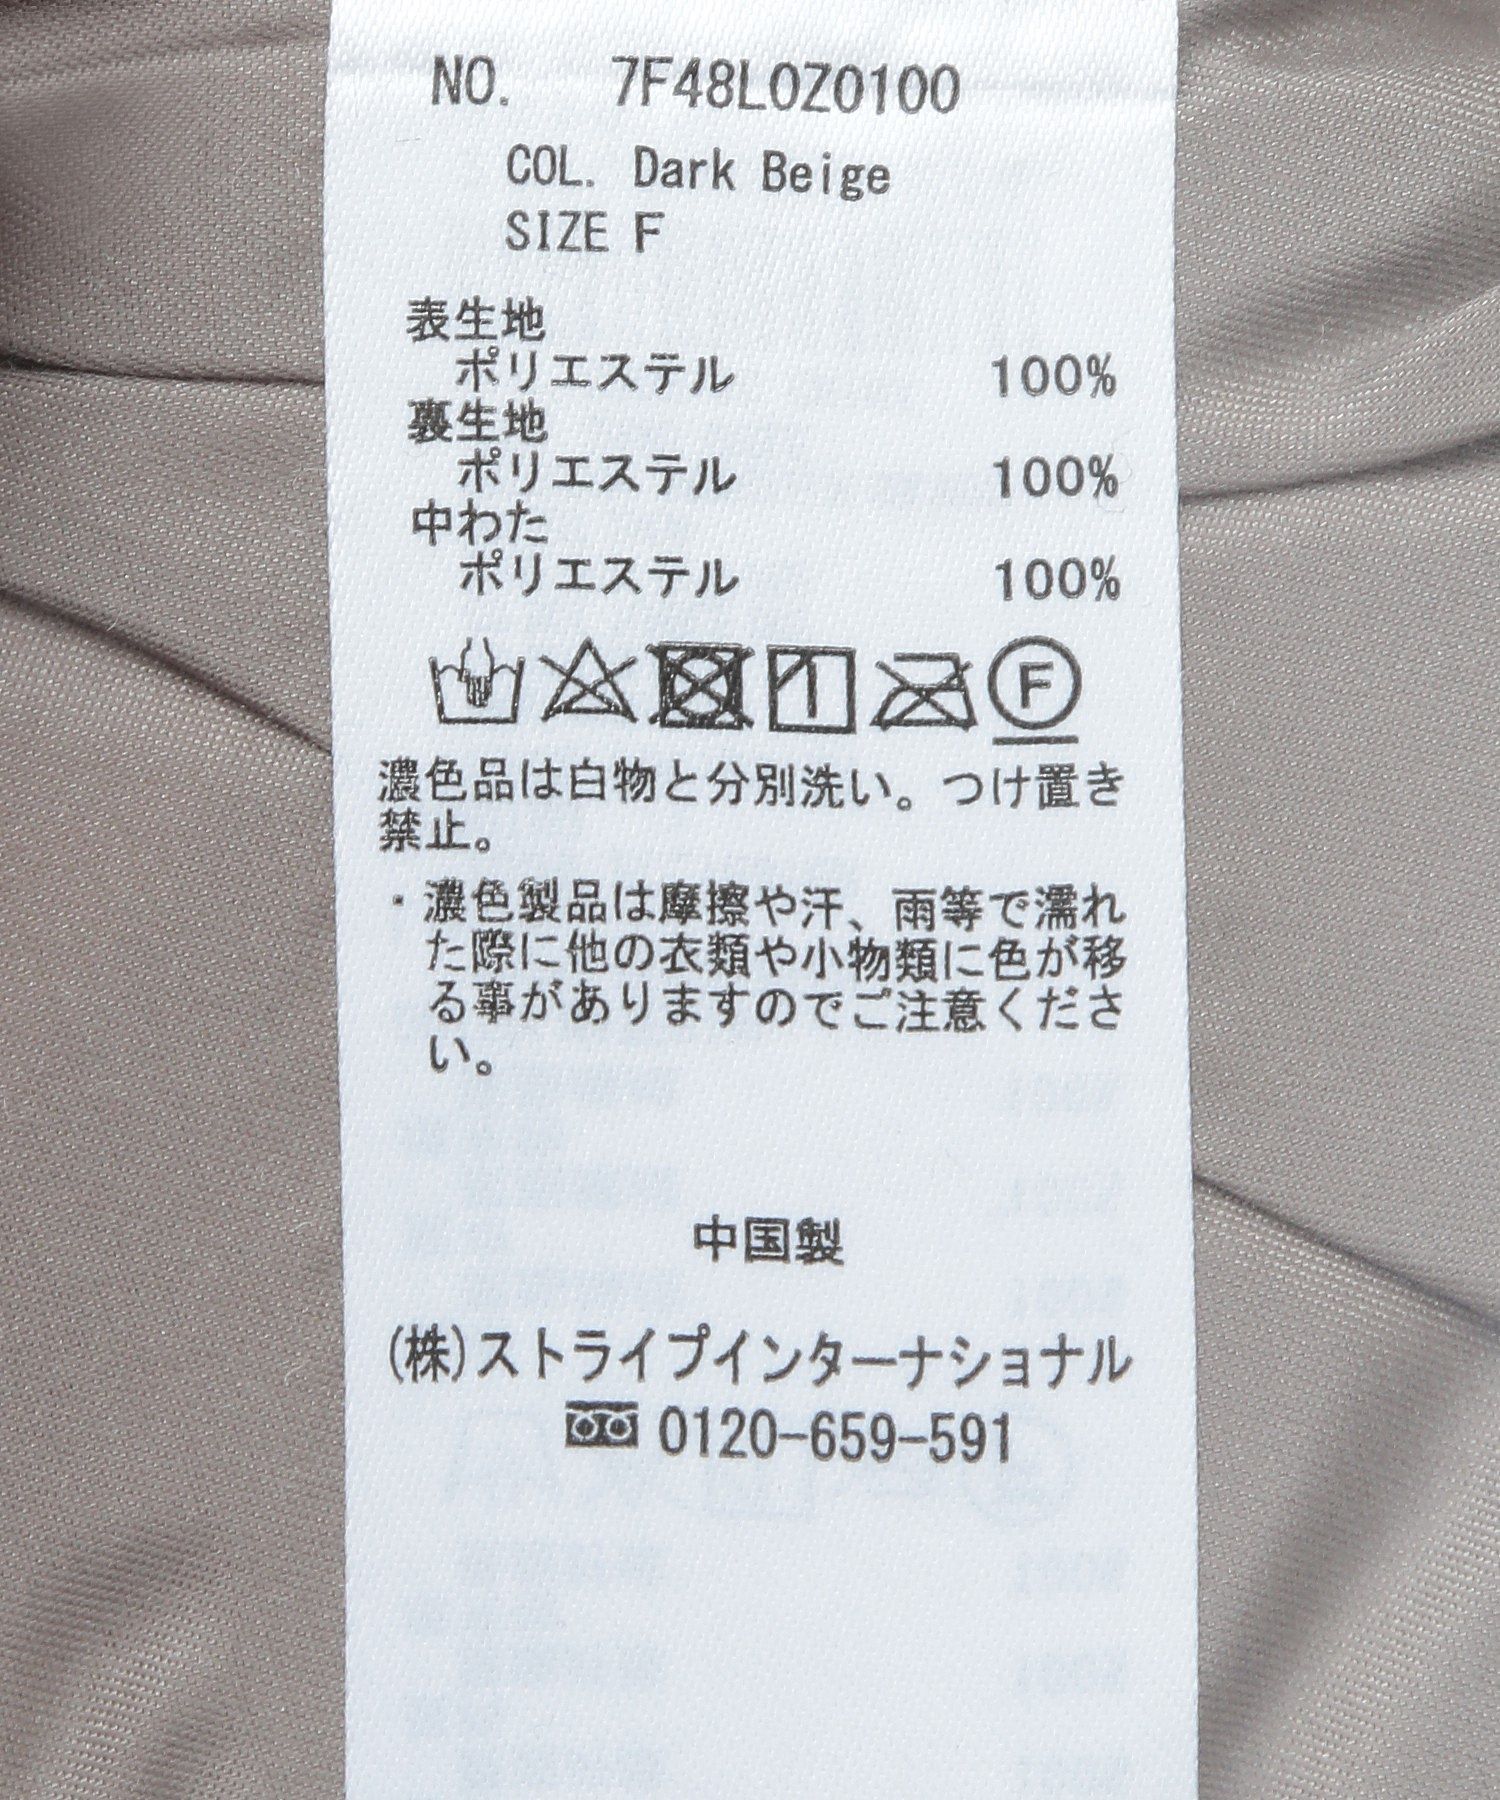 NO. 7F48L0Z0100
COL. Dark Beige
SIZE F
表生地
ポリエステル 100%
裏生地
ポリエステル 100%
中わた
ポリエステル 100%
F
濃色品は白物と分別洗い。つけ置き
禁止。
・濃色製品は摩擦や汗、雨等で濡れ
た際に他の衣類や小物類に色が移
る事がありますのでご注意くださ
い。
中国製
(株)ストライプインターナショナル
0120-659-591